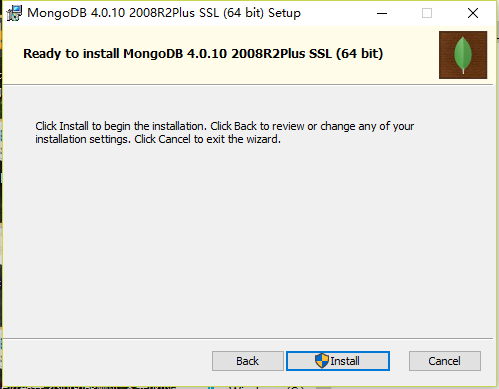 MongoDB 4.0.10 2008R2Plus SSL (64 bit) Setup
Ready to install MongoDB 4.0.10 2008R2Plus SSL (64 bit)
Click Install to begin the installation. Click Back to review or change any of your
installation settings. Click Cancel to exit the wizard.
Back
Install
Cancel